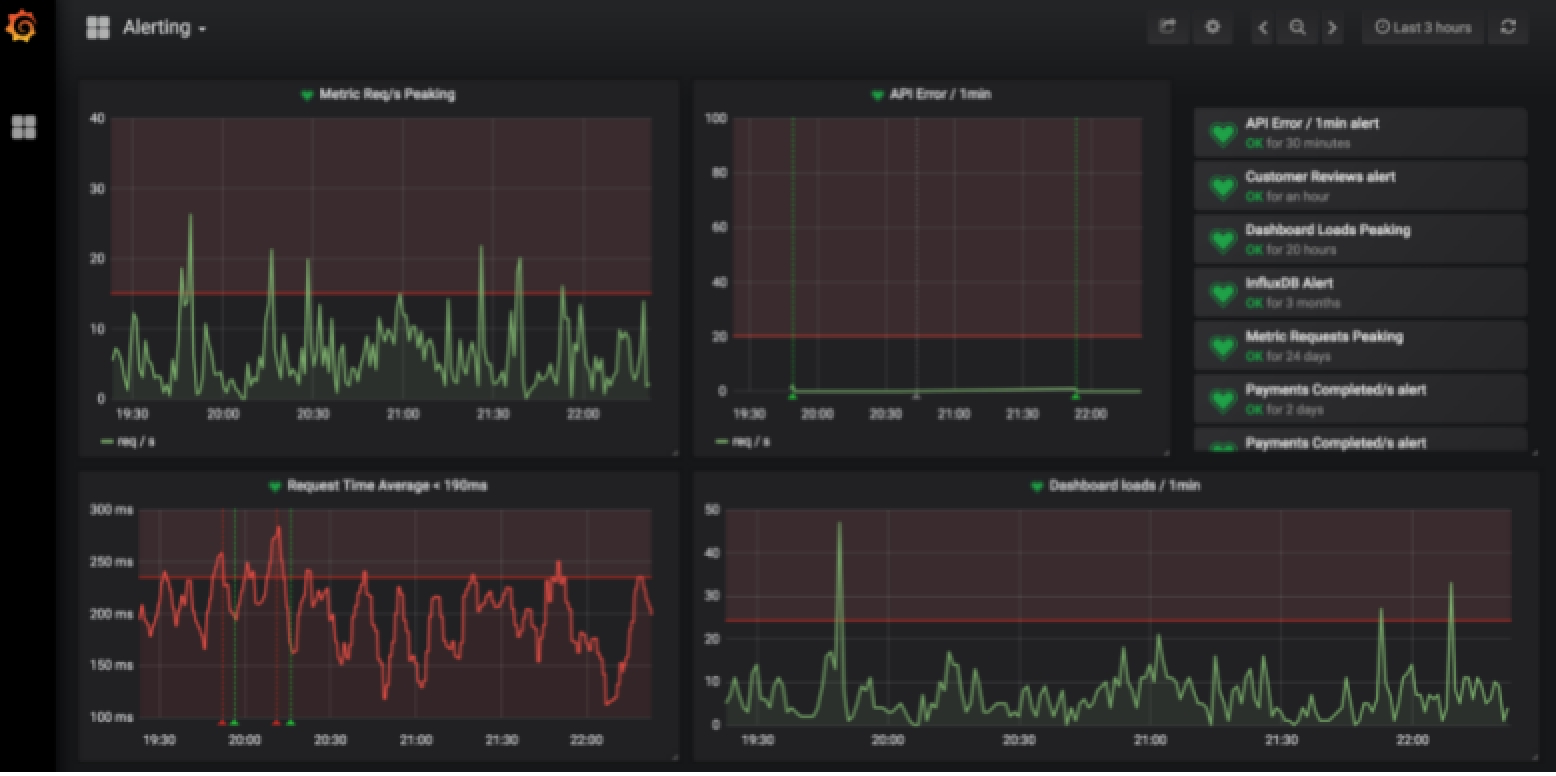 Alerting
Last 3 hours
Metric Req/s Peaking
40
30
20
10
0
19:30 20:00 20:30 21:00 21:30 22:00
req / s
API Error / 1min
100
80
60
40
20
0
19:30 20:00 20:30 21:00 21:30 22:00
req / s
API Error / 1min alert
OK for 30 minutes
Customer Reviews alert
OK for an hour
Dashboard Loads Peaking
OK for 20 hours
InfluxDB Alert
OK for 3 months
Metric Requests Peaking
OK for 24 days
Payments Completed/s alert
OK for 2 days
Payments Completed/s alert
Request Time Average < 190ms
300 ms
250 ms
200 ms
150 ms
100 ms
19:30 20:00 20:30 21:00 21:30 22:00
Dashboard loads / 1min
50
40
30
20
10
0
19:30 20:00 20:30 21:00 21:30 22:00